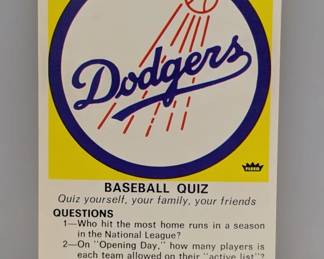 Dodgers
FLEER
BASEBALL QUIZ
Quiz yourself, your family, your friends
QUESTIONS
1—Who hit the most home runs in a season
in the National League?
2—On "Opening Day," how many players is
each team allowed on their "active list"?